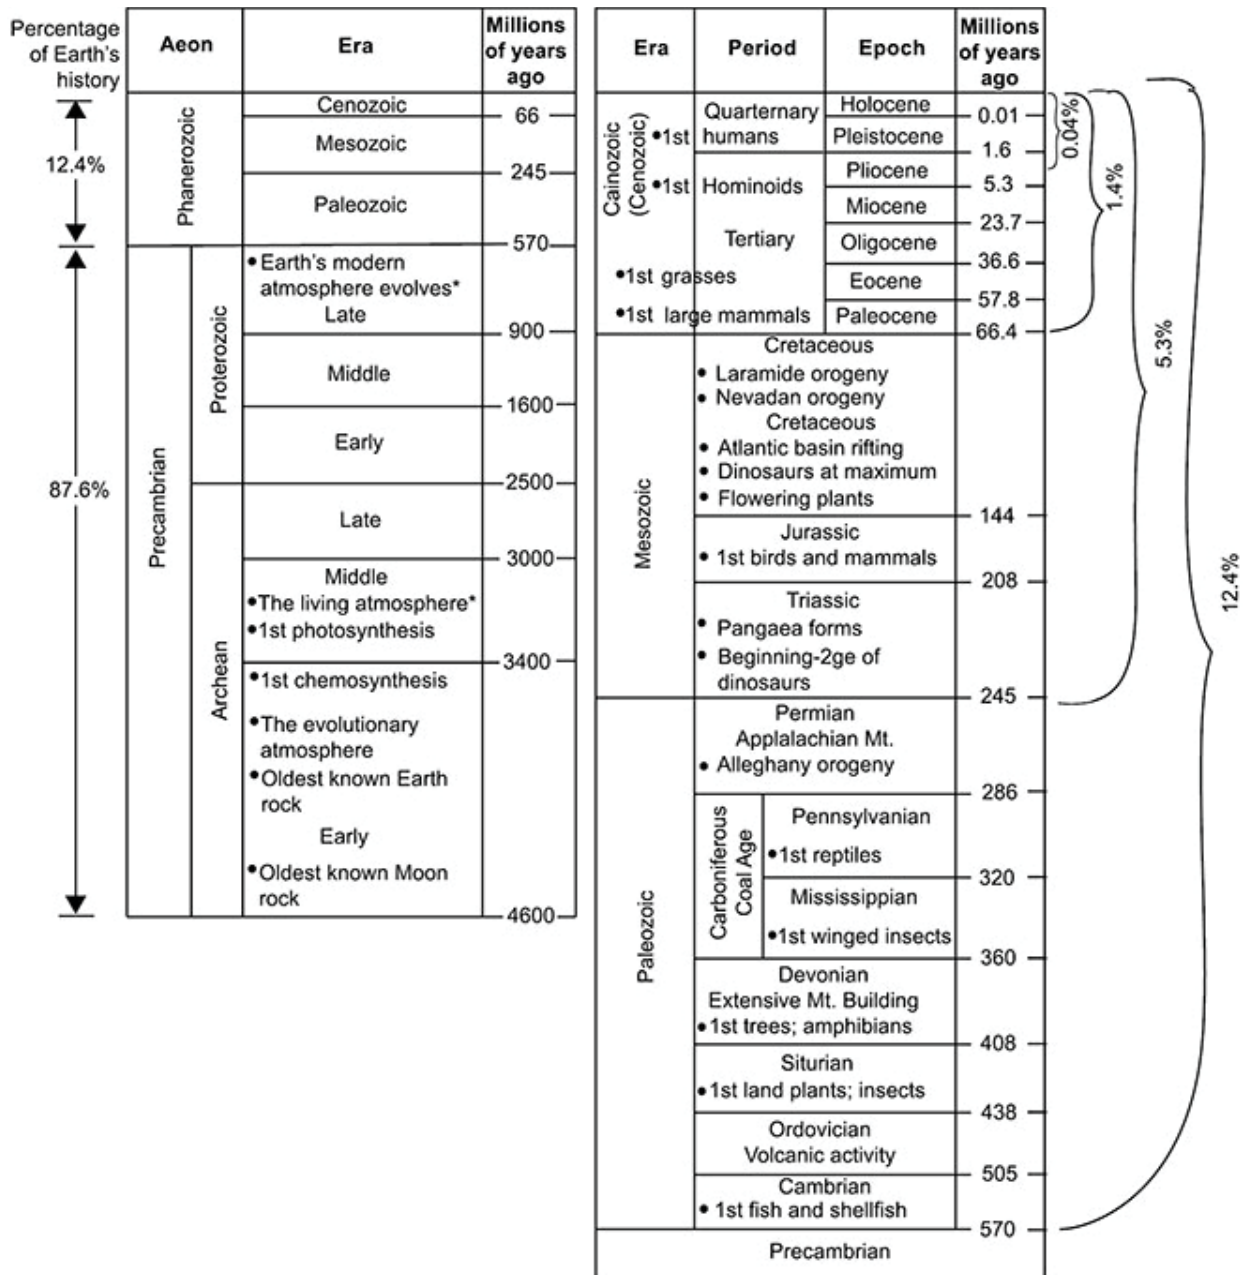 Percentage
of Earth's
history
Aeon
Era
Millions
of years
ago
12.4%
Phanerozoic
Cenozoic
66
Mesozoic
245
Paleozoic
570
87.6%
Precambrian
Proterozoic
• Earth's modern
atmosphere evolves*
Late
900
Middle
1600
Early
2500
Archean
Late
3000
Middle
• The living atmosphere*
• 1st photosynthesis
3400
• 1st chemosynthesis
• The evolutionary
atmosphere
• Oldest known Earth
rock
Early
• Oldest known Moon
rock
4600
Era
Period
Epoch
Millions
of years
ago
Cainozoic
(Cenozoic)
Quarternary
• 1st humans
Holocene
0.01
Pleistocene
1.6
• 1st Hominoids
Pliocene
5.3
Miocene
23.7
Tertiary
Oligocene
36.6
• 1st grasses
Eocene
57.8
• 1st large mammals
Paleocene
66.4
Mesozoic
Cretaceous
• Laramide orogeny
• Nevadan orogeny
Cretaceous
• Atlantic basin rifting
• Dinosaurs at maximum
• Flowering plants
144
Jurassic
• 1st birds and mammals
208
Triassic
• Pangaea forms
• Beginning-2ge of
dinosaurs
245
Paleozoic
Permian
Applalachian Mt.
• Alleghany orogeny
286
Carboniferous
Coal Age
Pennsylvanian
• 1st reptiles
320
Mississippian
• 1st winged insects
360
Devonian
Extensive Mt. Building
• 1st trees; amphibians
408
Siturian
• 1st land plants; insects
438
Ordovician
Volcanic activity
505
Cambrian
• 1st fish and shellfish
570
Precambrian
0.04%
1.4%
5.3%
12.4%